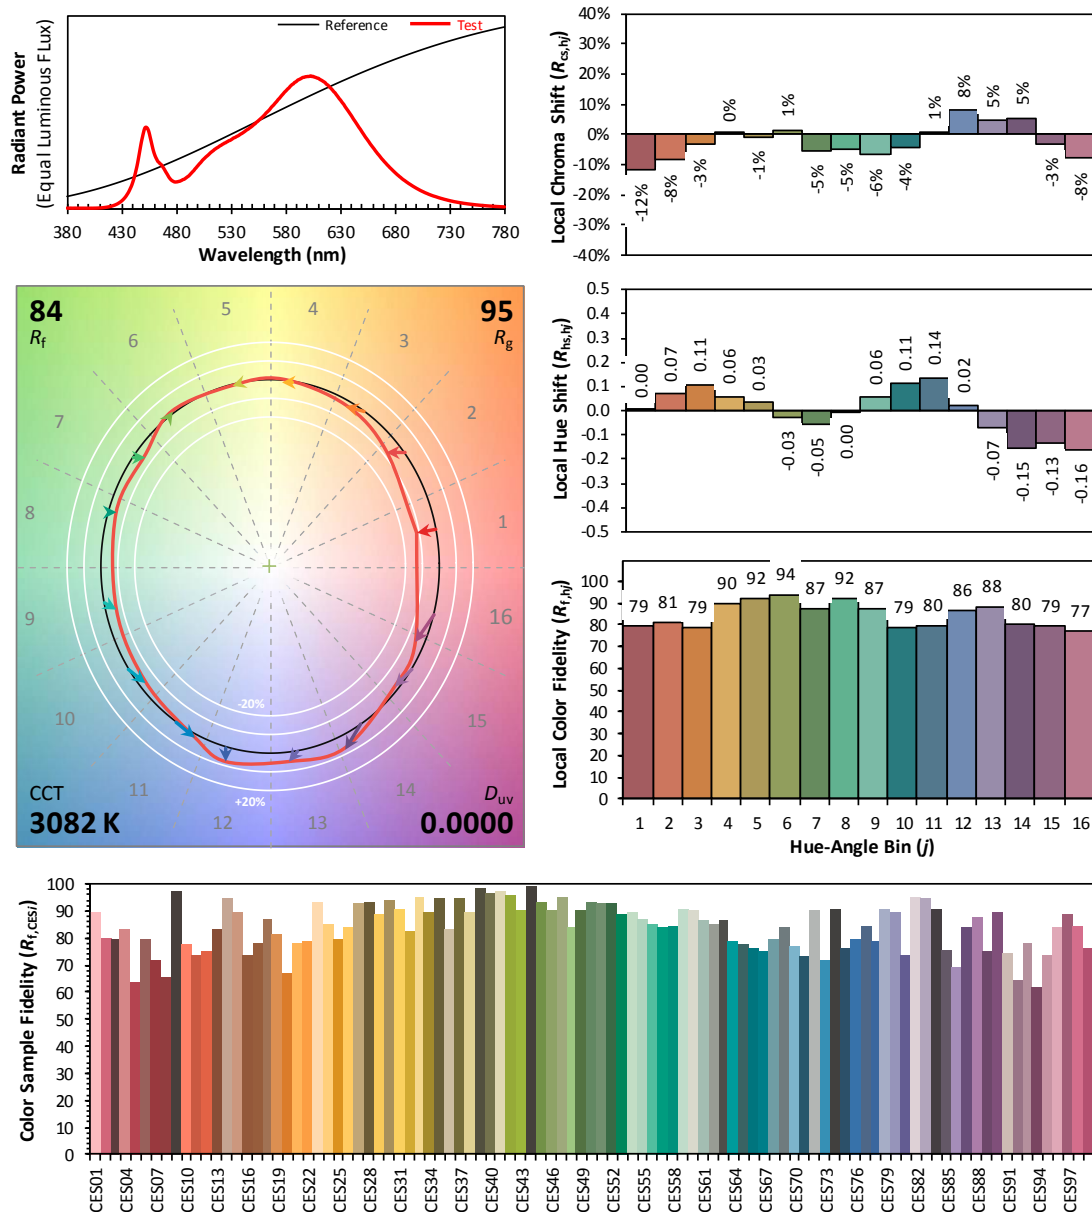 Radiant Power
(Equal Luminous FLux)
Reference
Test
380 430 480 530 580 630 680 730 780
Wavelength (nm)
Local Chroma Shift (Rcs,hj)
40%
30%
20%
10%
0%
-10%
-20%
-30%
-40%
-12% -8% -3% 0% -1% 1% -5% -5% -6% -4% 1% 8% 5% 5% -3% -8%
84
Rf
95
Rg
1 2 3 4 5 6 7 8 9 10 11 12 13 14 15 16
-20%
+20%
CCT
3082 K
Duv
0.0000
Local Hue Shift (Rhs,hj)
0.5
0.4
0.3
0.2
0.1
0.0
-0.1
-0.2
-0.3
-0.4
-0.5
0.00 0.07 0.11 0.06 0.03 -0.03 -0.05 0.00 0.06 0.11 0.14 0.02 -0.07 -0.15 -0.13 -0.16
Local Color Fidelity (Rf,hj)
100
90
80
70
60
50
40
30
20
10
0
79 81 79 90 92 94 87 92 87 79 80 86 88 80 79 77
1 2 3 4 5 6 7 8 9 10 11 12 13 14 15 16
Hue-Angle Bin (j)
Color Sample Fidelity (Rf,CESi)
100
90
80
70
60
50
40
30
20
10
0
CES01 CES04 CES07 CES10 CES13 CES16 CES19 CES22 CES25 CES28 CES31 CES34 CES37 CES40 CES43 CES46 CES49 CES52 CES55 CES58 CES61 CES64 CES67 CES70 CES73 CES76 CES79 CES82 CES85 CES88 CES91 CES94 CES97